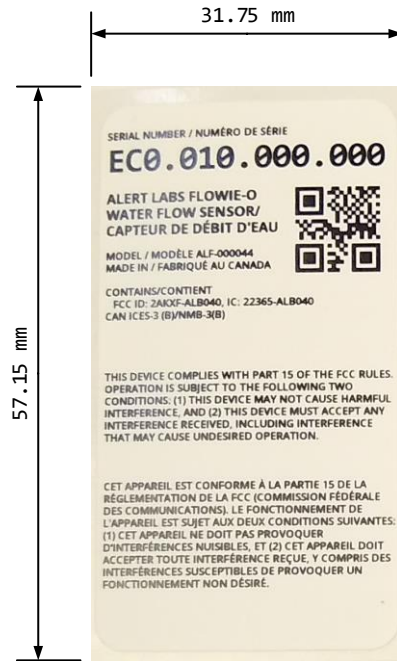 31.75 mm
57.15 mm
SERIAL NUMBER / NUMÉRO DE SÉRIE
EC0.010.000.000
ALERT LABS FLOWIE-O
WATER FLOW SENSOR/
CAPTEUR DE DÉBIT D'EAU
MODEL / MODÈLE ALF-000044
MADE IN / FABRIQUÉ AU CANADA
CONTAINS/CONTIENT
FCC ID: 2AKXF-ALB040, IC: 22365-ALB040
CAN ICES-3 (B)/NMB-3(B)
THIS DEVICE COMPLIES WITH PART 15 OF THE FCC RULES.
OPERATION IS SUBJECT TO THE FOLLOWING TWO
CONDITIONS: (1) THIS DEVICE MAY NOT CAUSE HARMFUL
INTERFERENCE, AND (2) THIS DEVICE MUST ACCEPT ANY
INTERFERENCE RECEIVED, INCLUDING INTERFERENCE
THAT MAY CAUSE UNDESIRED OPERATION.
CET APPAREIL EST CONFORME À LA PARTIE 15 DE LA
RÉGLEMENTATION DE LA FCC (COMMISSION FÉDÉRALE
DES COMMUNICATIONS). LE FONCTIONNEMENT DE
L'APPAREIL EST SUJET AUX DEUX CONDITIONS SUIVANTES:
(1) CET APPAREIL NE DOIT PAS PROVOQUER
D'INTERFÉRENCES NUISIBLES, ET (2) CET APPAREIL DOIT
ACCEPTER TOUTE INTERFÉRENCE REÇUE, Y COMPRIS DES
INTERFÉRENCES SUSCEPTIBLES DE PROVOQUER UN
FONCTIONNEMENT NON DÉSIRÉ.